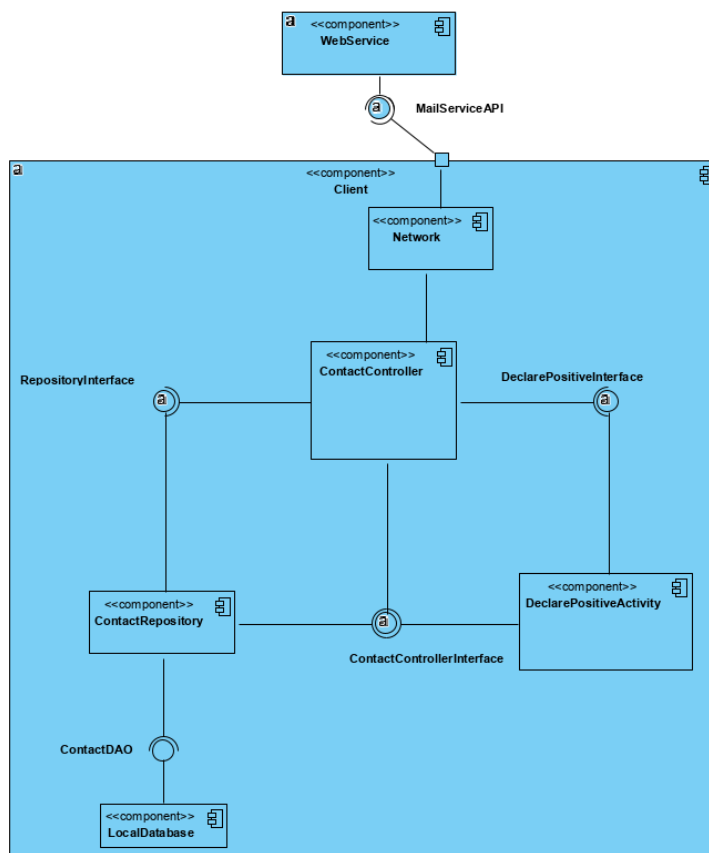 a
<<component>>
WebService
a
MailServiceAPI
a
<<component>>
Client
<<component>>
Network
<<component>>
ContactController
RepositoryInterface
DeclarePositiveInterface
a
a
<<component>>
ContactRepository
<<component>>
DeclarePositiveActivity
a
ContactControllerInterface
ContactDAO
<<component>>
LocalDatabase